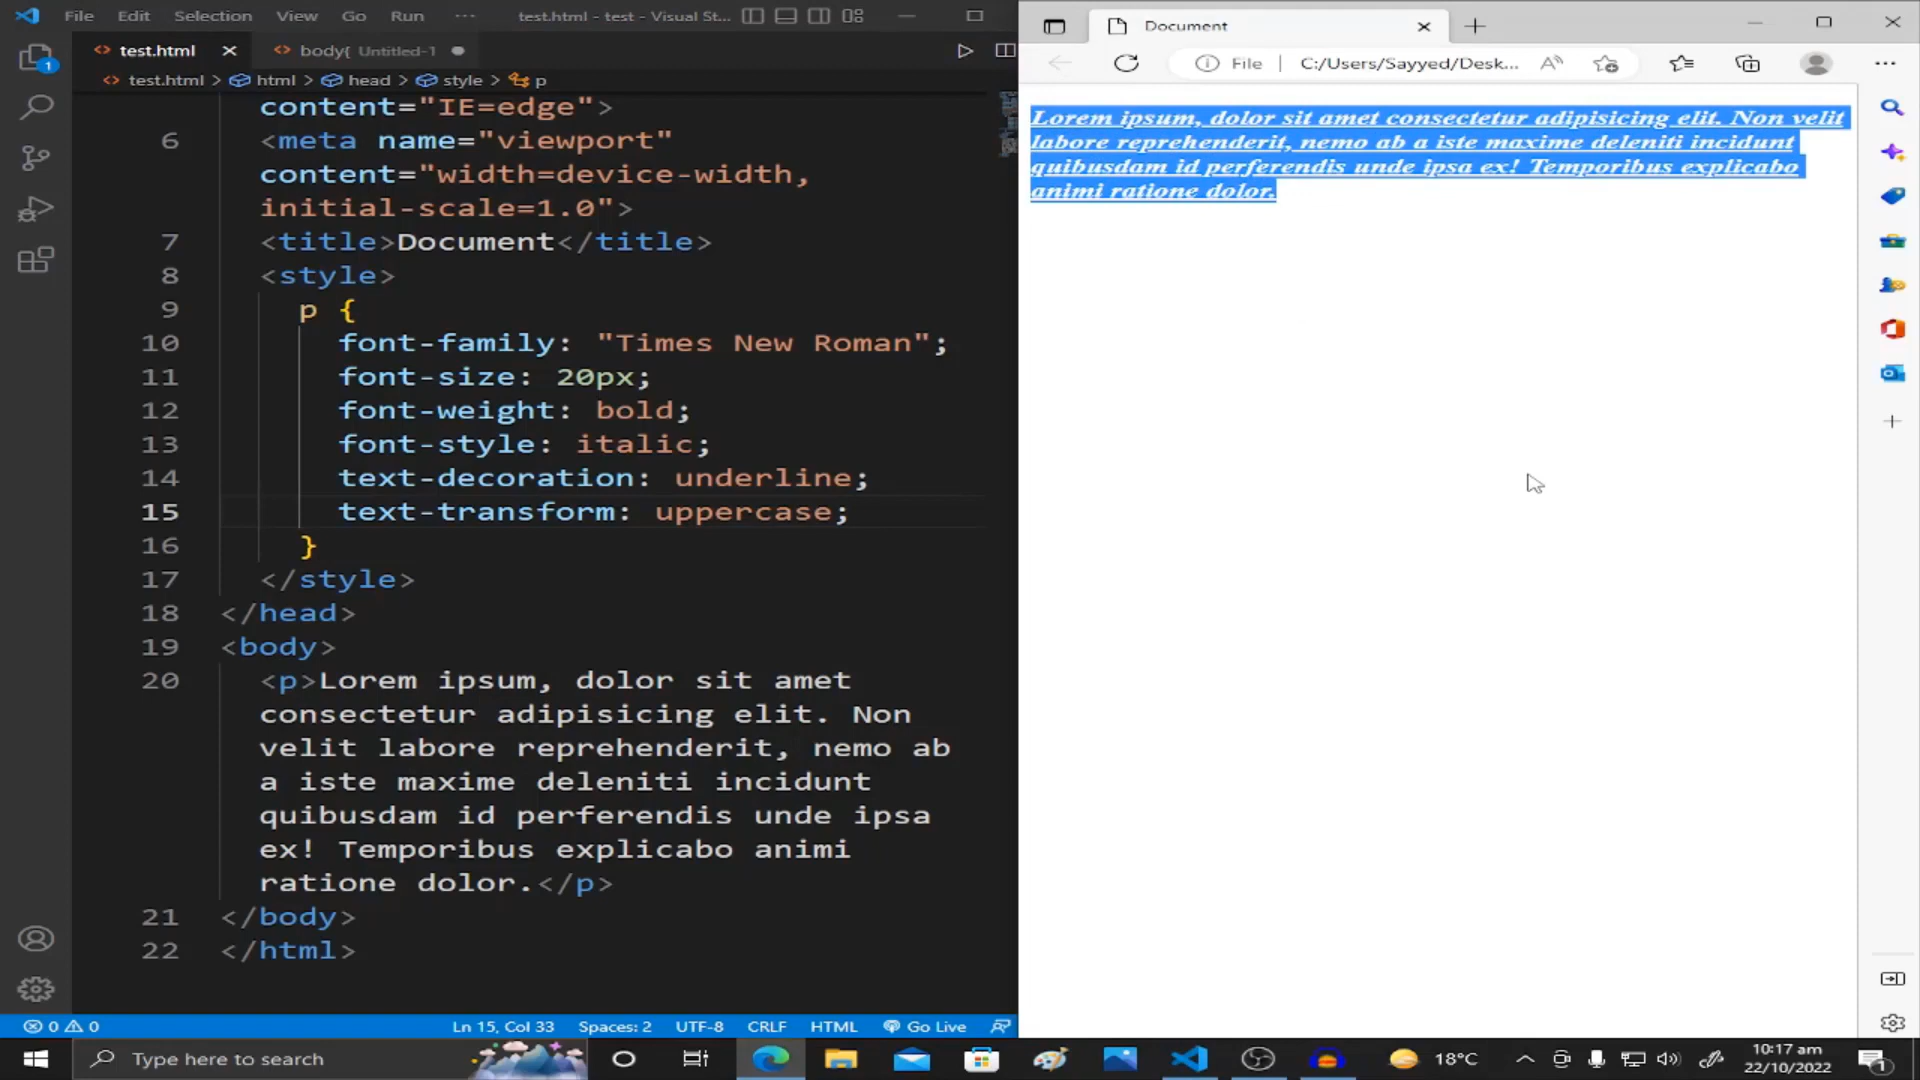 File Edit Selection View Go Run ··· test.html - test - Visual St...
test.html × body{ Untitled-1
test.html > html > head > style > p
content="IE=edge">
6 <meta name="viewport"
content="width=device-width,
initial-scale=1.0">
7 <title>Document</title>
8 <style>
9 p {
10 font-family: "Times New Roman";
11 font-size: 20px;
12 font-weight: bold;
13 font-style: italic;
14 text-decoration: underline;
15 text-transform: uppercase;
16 }
17 </style>
18 </head>
19 <body>
20 <p>Lorem ipsum, dolor sit amet
consectetur adipisicing elit. Non
velit labore reprehenderit, nemo ab
a iste maxime deleniti incidunt
quibusdam id perferendis unde ipsa
ex! Temporibus explicabo animi
ratione dolor.</p>
21 </body>
22 </html>
1
0 0 Ln 15, Col 33 Spaces: 2 UTF-8 CRLF HTML Go Live
Document
File | C:/Users/Sayyed/Desk...
Lorem ipsum, dolor sit amet consectetur adipisicing elit. Non velit
labore reprehenderit, nemo ab a iste maxime deleniti incidunt
quibusdam id perferendis unde ipsa ex! Temporibus explicabo
animi ratione dolor.
Type here to search
18°C
10:17 am
22/10/2022
1